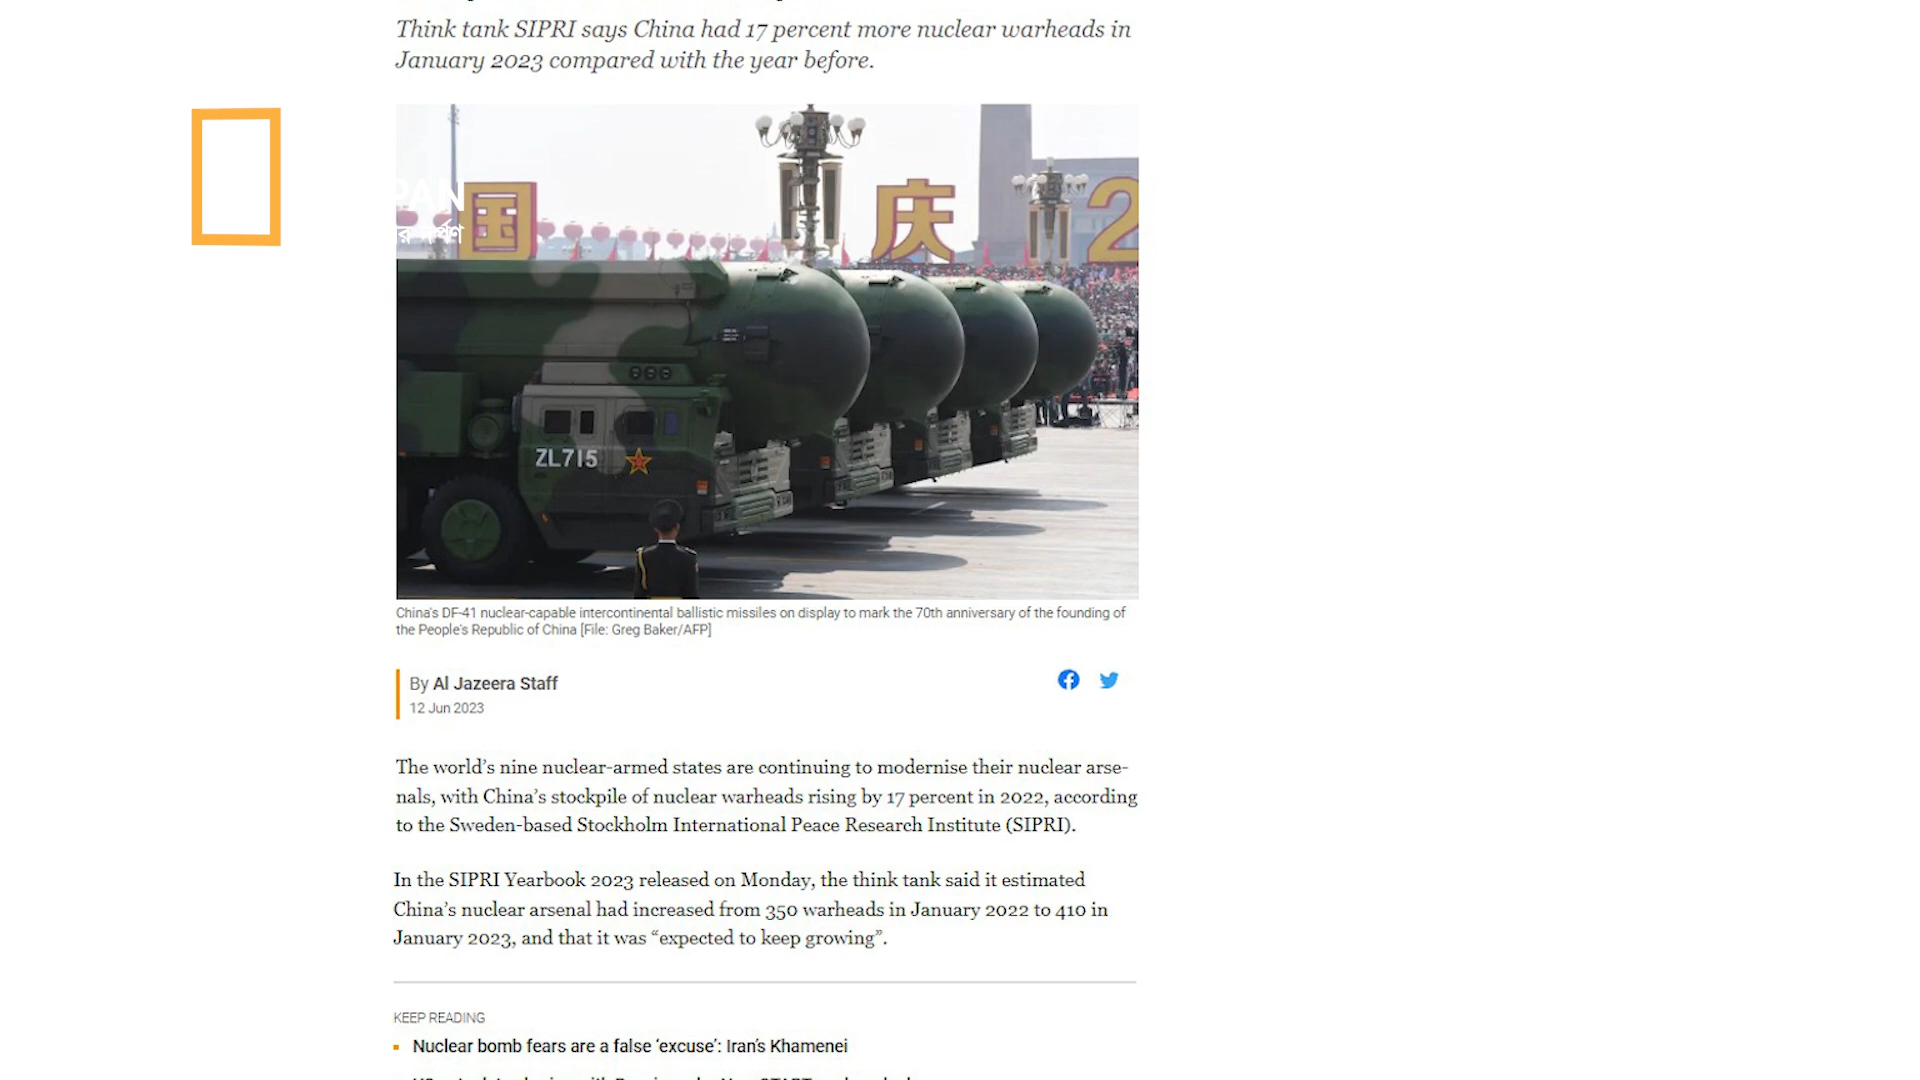 Think tank SIPRI says China had 17 percent more nuclear warheads in
January 2023 compared with the year before.
PAN
国
庆
2
ZL715
China's DF-41 nuclear-capable intercontinental ballistic missiles on display to mark the 70th anniversary of the founding of
the People's Republic of China [File: Greg Baker/AFP]
By Al Jazeera Staff
12 Jun 2023
The world’s nine nuclear-armed states are continuing to modernise their nuclear arse-
nals, with China’s stockpile of nuclear warheads rising by 17 percent in 2022, according
to the Sweden-based Stockholm International Peace Research Institute (SIPRI).
In the SIPRI Yearbook 2023 released on Monday, the think tank said it estimated
China’s nuclear arsenal had increased from 350 warheads in January 2022 to 410 in
January 2023, and that it was “expected to keep growing”.
KEEP READING
Nuclear bomb fears are a false ‘excuse’: Iran’s Khamenei